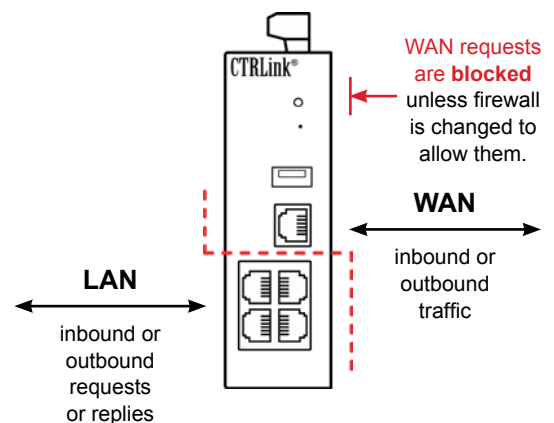 CTRLink®
WAN requests
are blocked
unless firewall
is changed to
allow them.
WAN
inbound or
outbound
traffic
LAN
inbound or
outbound
requests
or replies